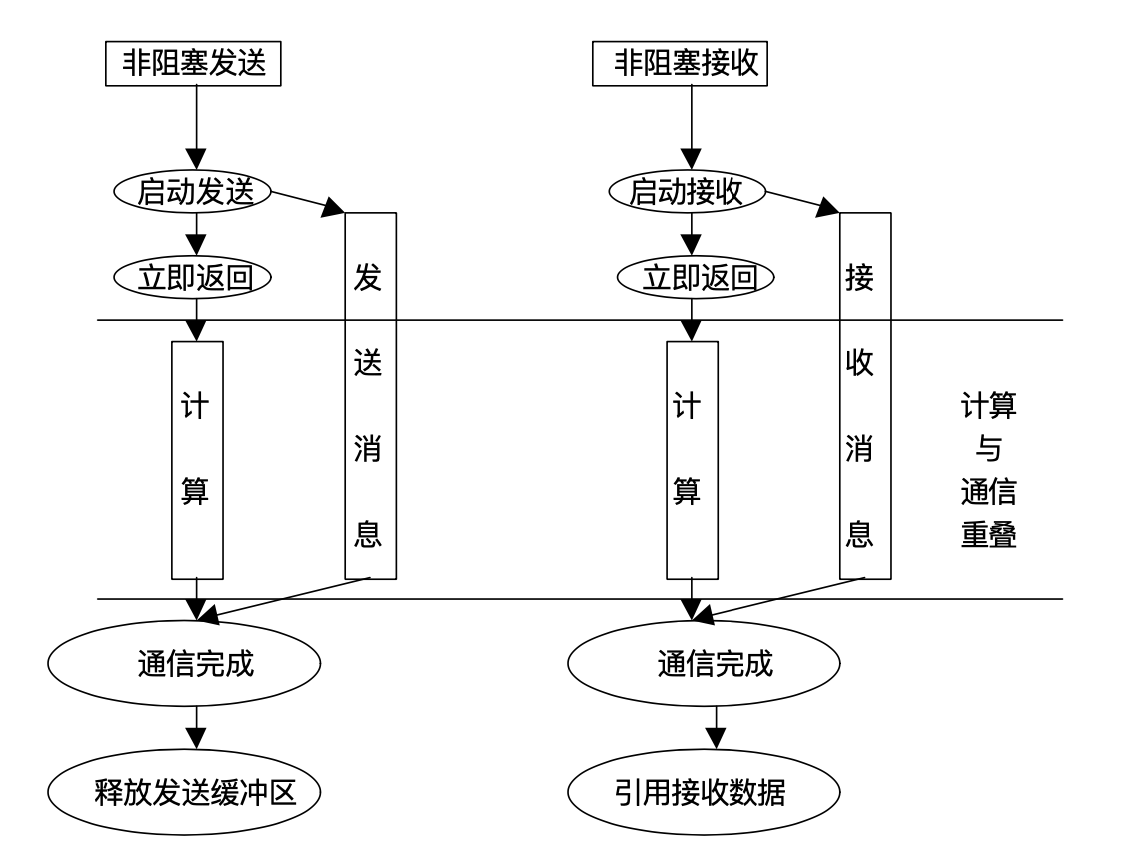 非阻塞发送
非阻塞接收
启动发送
启动接收
立即返回
立即返回
发送消息
接收消息
计算
计算
计算
与
通信
重叠
通信完成
通信完成
释放发送缓冲区
引用接收数据